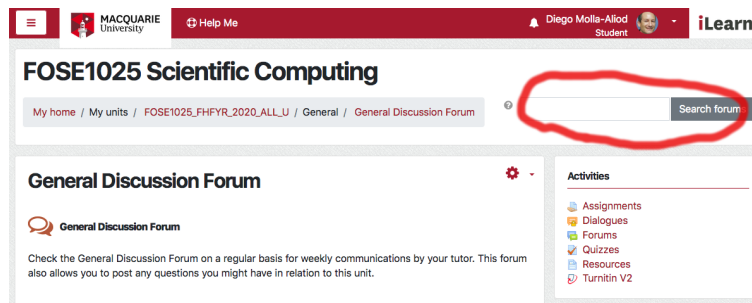 MACQUARIE
University
Help Me
Diego Molla-Aliod
Student
iLearn
FOSE1025 Scientific Computing
My home / My units / FOSE1025_FHFYR_2020_ALL_U / General / General Discussion Forum
Search forums
General Discussion Forum
General Discussion Forum
Check the General Discussion Forum on a regular basis for weekly communications by your tutor. This forum
also allows you to post any questions you might have in relation to this unit.
Activities
Assignments
Dialogues
Forums
Quizzes
Resources
Turnitin V2